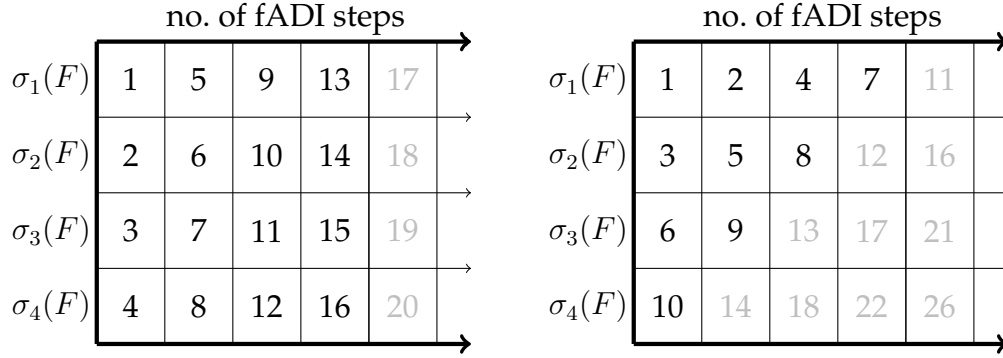 no. of fADI steps
σ₁(F) 1 5 9 13 17
σ₂(F) 2 6 10 14 18
σ₃(F) 3 7 11 15 19
σ₄(F) 4 8 12 16 20
no. of fADI steps
σ₁(F) 1 2 4 7 11
σ₂(F) 3 5 8 12 16
σ₃(F) 6 9 13 17 21
σ₄(F) 10 14 18 22 26